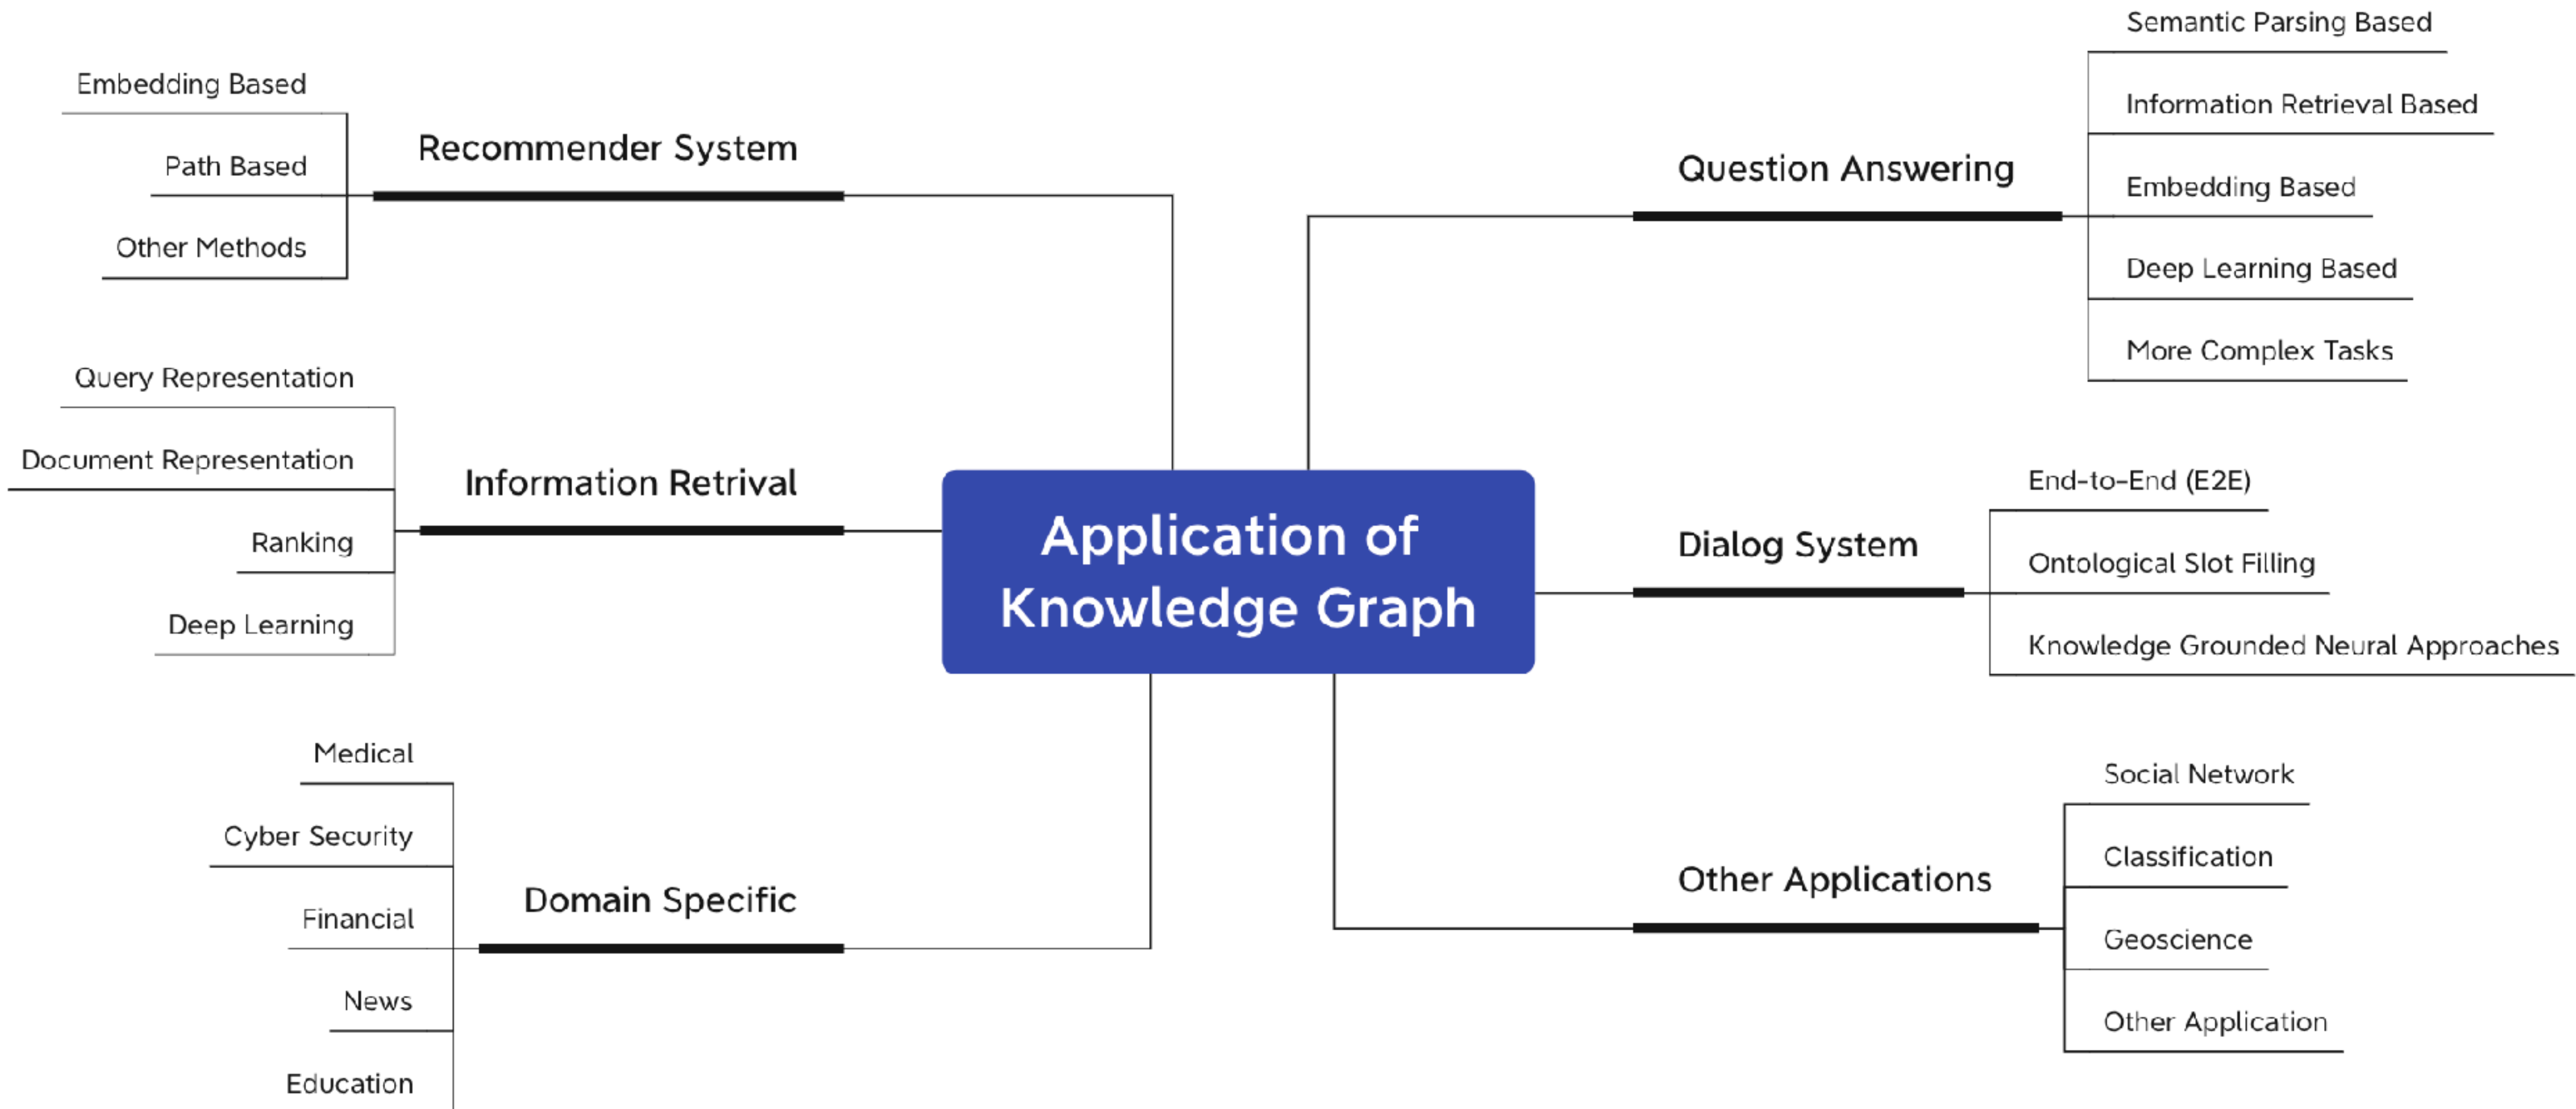 Embedding Based
Path Based
Other Methods
Recommender System
Query Representation
Document Representation
Ranking
Deep Learning
Information Retrival
Medical
Cyber Security
Financial
News
Education
Domain Specific
Application of
Knowledge Graph
Question Answering
Semantic Parsing Based
Information Retrieval Based
Embedding Based
Deep Learning Based
More Complex Tasks
Dialog System
End-to-End (E2E)
Ontological Slot Filling
Knowledge Grounded Neural Approaches
Other Applications
Social Network
Classification
Geoscience
Other Application